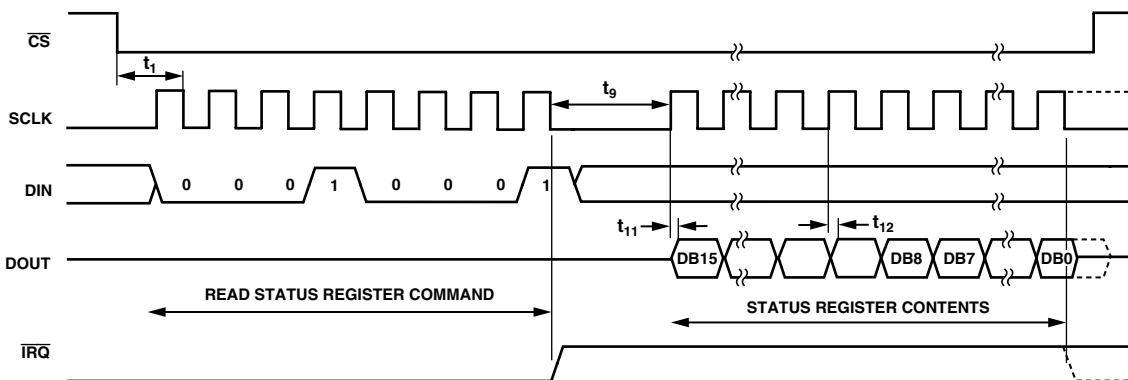 CS
t1
t9
SCLK
DIN 0 0 0 1 0 0 0 1
t11 t12
DOUT DB15 DB8 DB7 DB0
READ STATUS REGISTER COMMAND STATUS REGISTER CONTENTS
IRQ